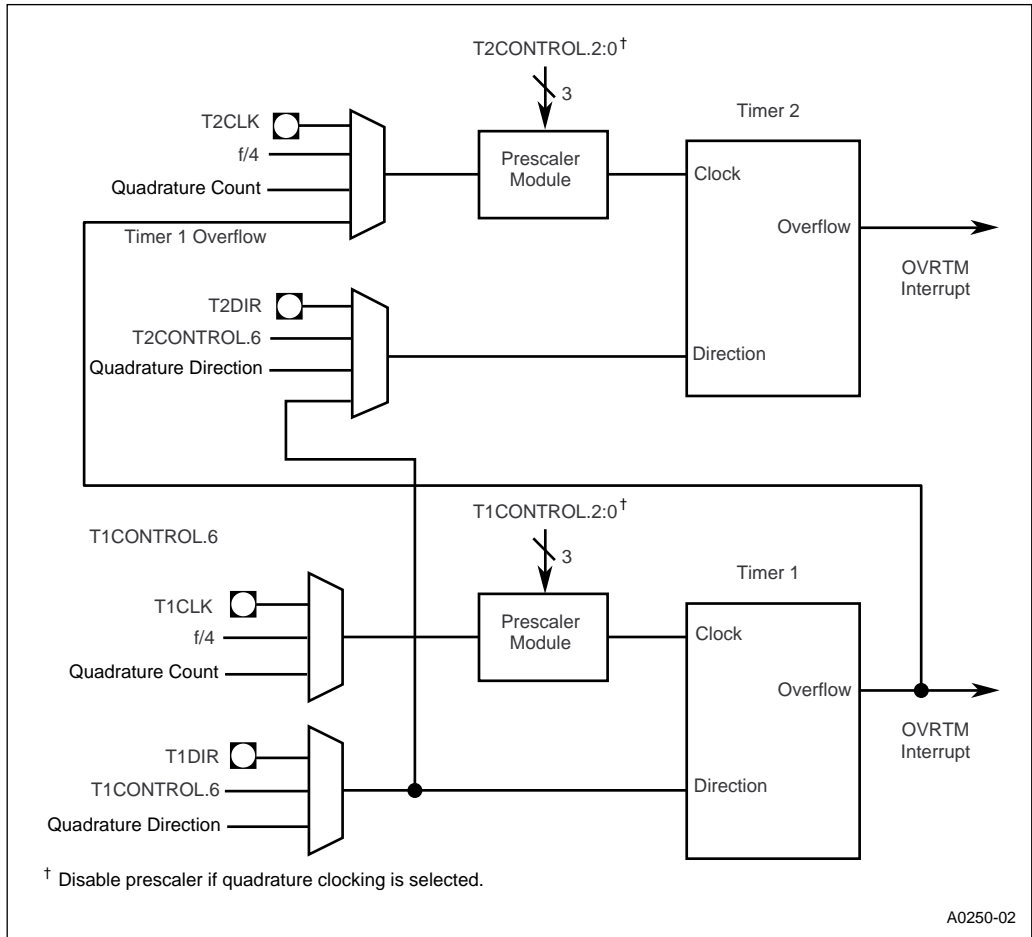 T2CONTROL.2:0†
3
Timer 2
T2CLK
f/4
Quadrature Count
Timer 1 Overflow
Prescaler
Module
Clock
Overflow
OVRTM
Interrupt
T2DIR
T2CONTROL.6
Quadrature Direction
Direction
T1CONTROL.2:0†
3
T1CONTROL.6
Timer 1
T1CLK
f/4
Quadrature Count
Prescaler
Module
Clock
Overflow
OVRTM
Interrupt
T1DIR
T1CONTROL.6
Quadrature Direction
Direction
† Disable prescaler if quadrature clocking is selected.
A0250-02